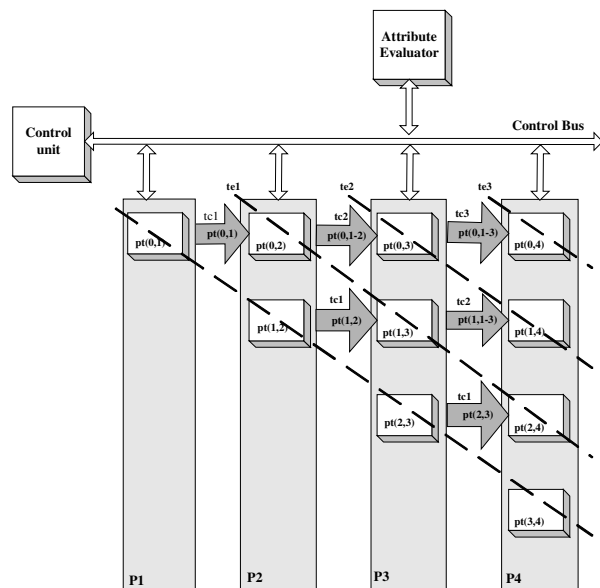 Attribute
Evaluator
Control
unit
Control Bus
te1
te2
te3
tc1
tc2
tc3
pt(0,1)
pt(0,1)
pt(0,2)
pt(0,1-2)
pt(0,3)
pt(0,1-3)
pt(0,4)
tc1
tc2
pt(1,2)
pt(1,2)
pt(1,3)
pt(1,1-3)
pt(1,4)
tc1
pt(2,3)
pt(2,3)
pt(2,4)
pt(3,4)
P1
P2
P3
P4